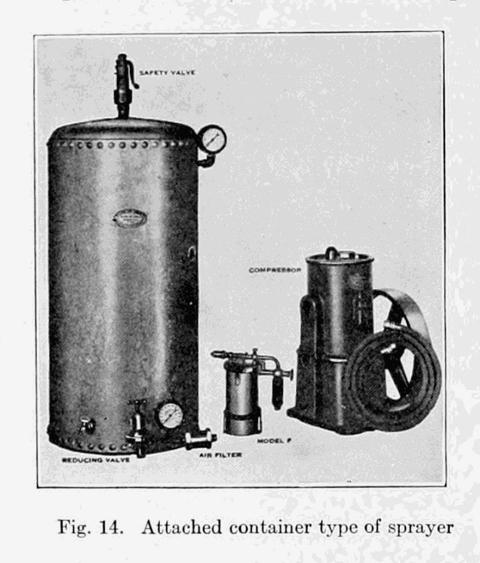 SAFETY VALVE
COMPRESSOR
MODEL F
AIR FILTER
REDUCING VALVE
Fig. 14. Attached container type of sprayer